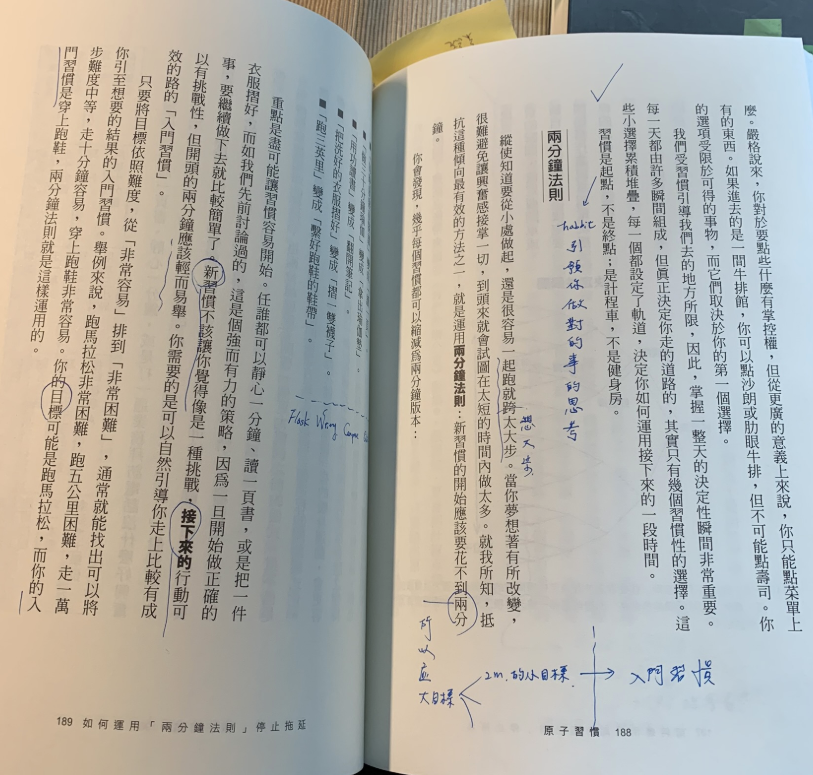 麼。嚴格說來，你對於要點些什麼有掌控權，但從更廣的意義上來說，你只能點菜單上
有的東西。如果進去的是一間牛排館，你可以點沙朗或肋眼牛排，但不可能點壽司。你
的選項受限於可得的事物，而它們取決於你的第一個選擇。
我們受習慣引導我們去的地方所限，因此，掌握一整天的決定性瞬間非常重要。
每一天都由許多瞬間組成，但真正決定你走的道路的，其實只有幾個習慣性的選擇。這
些小選擇累積堆疊，每一個都設定了軌道，決定你如何運用接下來的一段時間。
習慣是起點，不是終點；是計程車，不是健身房。
habbit 引領你做對的事的思考
兩分鐘法則
縱使知道要從小處做起，還是很容易一起跑就跨太大步。當你夢想著有所改變，
想大步
很難避免讓興奮感接掌一切，到頭來就會試圖在太短的時間內做太多。就我所知，抵
抗這種傾向最有效的方法之一，就是運用兩分鐘法則：新習慣的開始應該要花不到兩分
鐘。
你會發現，幾乎每個習慣都可以縮減為兩分鐘版本：
所以在
大目標
2m.的小目標
入門習慣
原子習慣 188
■「用功讀書」變成「翻開筆記」。
■「把洗好的衣服摺好」變成「摺一雙襪子」。
■「跑三英里」變成「繫好跑鞋的鞋帶」。
Flask
重點是盡可能讓習慣容易開始。任誰都可以靜心一分鐘、讀一頁書，或是把一件
衣服摺好，而如我們先前討論過的，這是個強而有力的策略，因為一旦開始做正確的
事，要繼續做下去就比較簡單了。新習慣不該讓你覺得像是一種挑戰，接下來的行動可
以有挑戰性，但開頭的兩分鐘應該輕而易舉。你需要的是可以自然引導你走上比較有成
效的路的「入門習慣」。
只要將目標依照難度，從「非常容易」排到「非常困難」，通常就能找出可以將
你引至想要的結果的入門習慣。舉例來說，跑馬拉松非常困難，跑五公里困難，走一萬
步難度中等，走十分鐘容易，穿上跑鞋非常容易。你的目標可能是跑馬拉松，而你的入
門習慣是穿上跑鞋，兩分鐘法則就是這樣運用的。
189 如何運用「兩分鐘法則」停止拖延